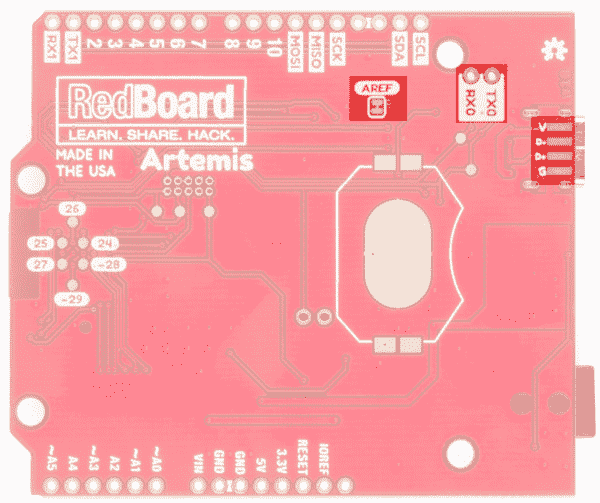 RX1
TX1
2
3
4
5
6
7
8
9
10
MOSI
MISO
SCK
SDA
SCL
AREF
RX0
TX0
RedBoard
LEARN. SHARE. HACK.
MADE IN
THE USA
Artemis
V-
D-
D+
G
26
25
24
27
~28
~29
~A5
A4
~A3
A2
~A1
~A0
VIN
GND
GND
5V
3.3V
RESET
IOREF